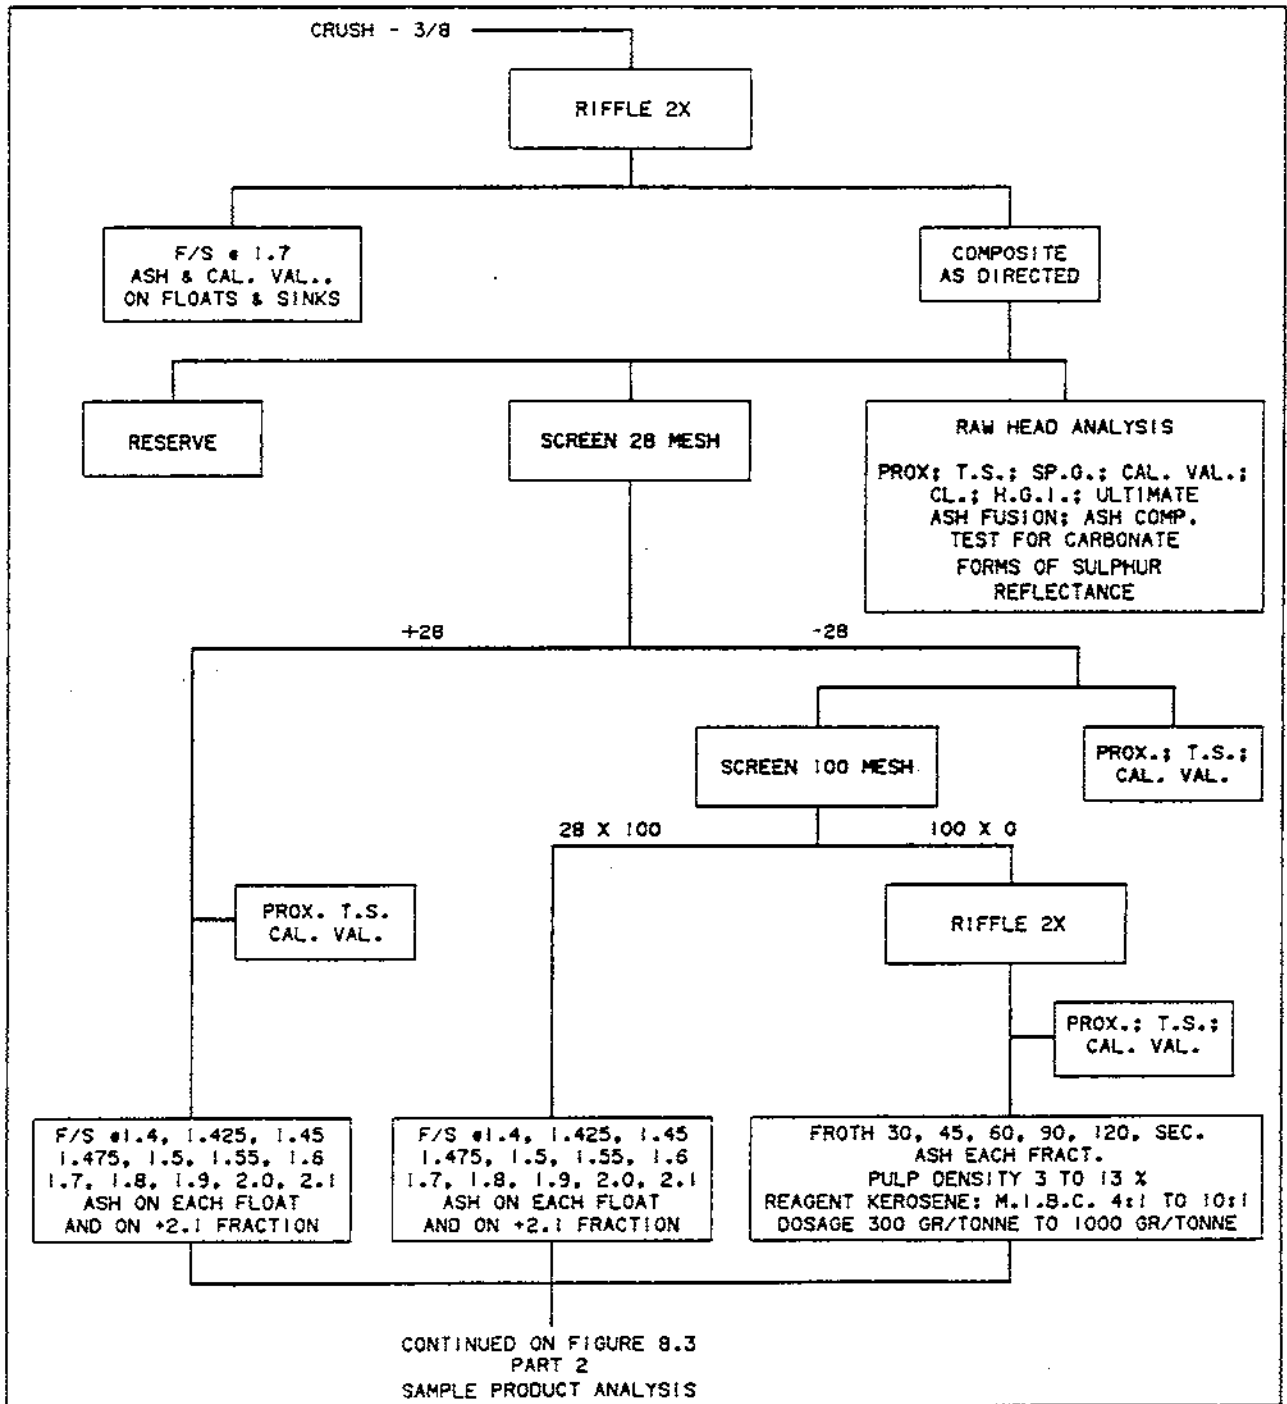 CRUSH - 3/8
RIFFLE 2X
F/S @ 1.7
ASH & CAL. VAL..
ON FLOATS & SINKS
COMPOSITE
AS DIRECTED
RESERVE
SCREEN 28 MESH
RAW HEAD ANALYSIS
PROX; T.S.; SP.G.; CAL. VAL.;
CL.; H.G.I.; ULTIMATE
ASH FUSION; ASH COMP.
TEST FOR CARBONATE
FORMS OF SULPHUR
REFLECTANCE
+28
-28
SCREEN 100 MESH
PROX.; T.S.;
CAL. VAL.
28 X 100
100 X 0
PROX. T.S.
CAL. VAL.
RIFFLE 2X
PROX.; T.S.;
CAL. VAL.
F/S @1.4, 1.425, 1.45
1.475, 1.5, 1.55, 1.6
1.7, 1.8, 1.9, 2.0, 2.1
ASH ON EACH FLOAT
AND ON +2.1 FRACTION
F/S @1.4, 1.425, 1.45
1.475, 1.5, 1.55, 1.6
1.7, 1.8, 1.9, 2.0, 2.1
ASH ON EACH FLOAT
AND ON +2.1 FRACTION
FROTH 30, 45, 60, 90, 120, SEC.
ASH EACH FRACT.
PULP DENSITY 3 TO 13 %
REAGENT KEROSENE: M.I.B.C. 4:1 TO 10:1
DOSAGE 300 GR/TONNE TO 1000 GR/TONNE
CONTINUED ON FIGURE 8.3
PART 2
SAMPLE PRODUCT ANALYSIS